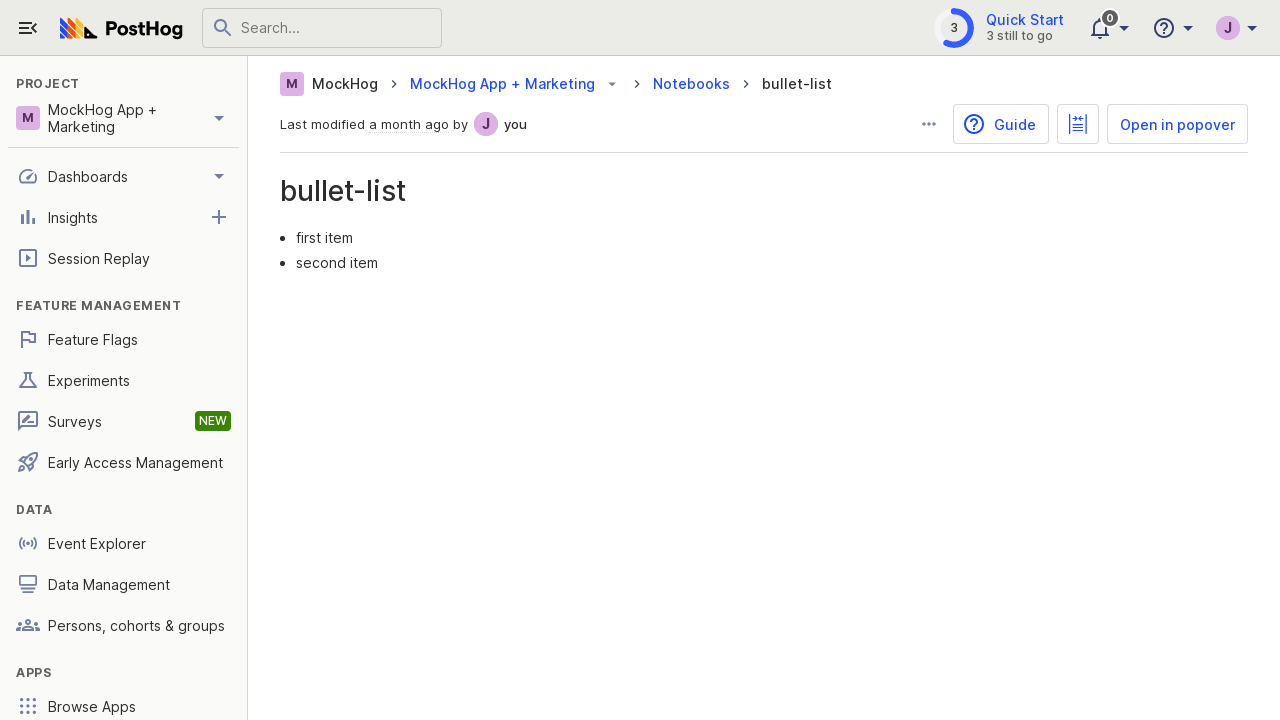 PostHog
Search...
3
Quick Start
3 still to go
0
J
PROJECT
M
MockHog App +
Marketing
Dashboards
Insights
Session Replay
FEATURE MANAGEMENT
Feature Flags
Experiments
Surveys
NEW
Early Access Management
DATA
Event Explorer
Data Management
Persons, cohorts & groups
APPS
Browse Apps
M MockHog
MockHog App + Marketing
Notebooks
bullet-list
Last modified a month ago by J you
Guide
Open in popover
bullet-list
• first item
• second item